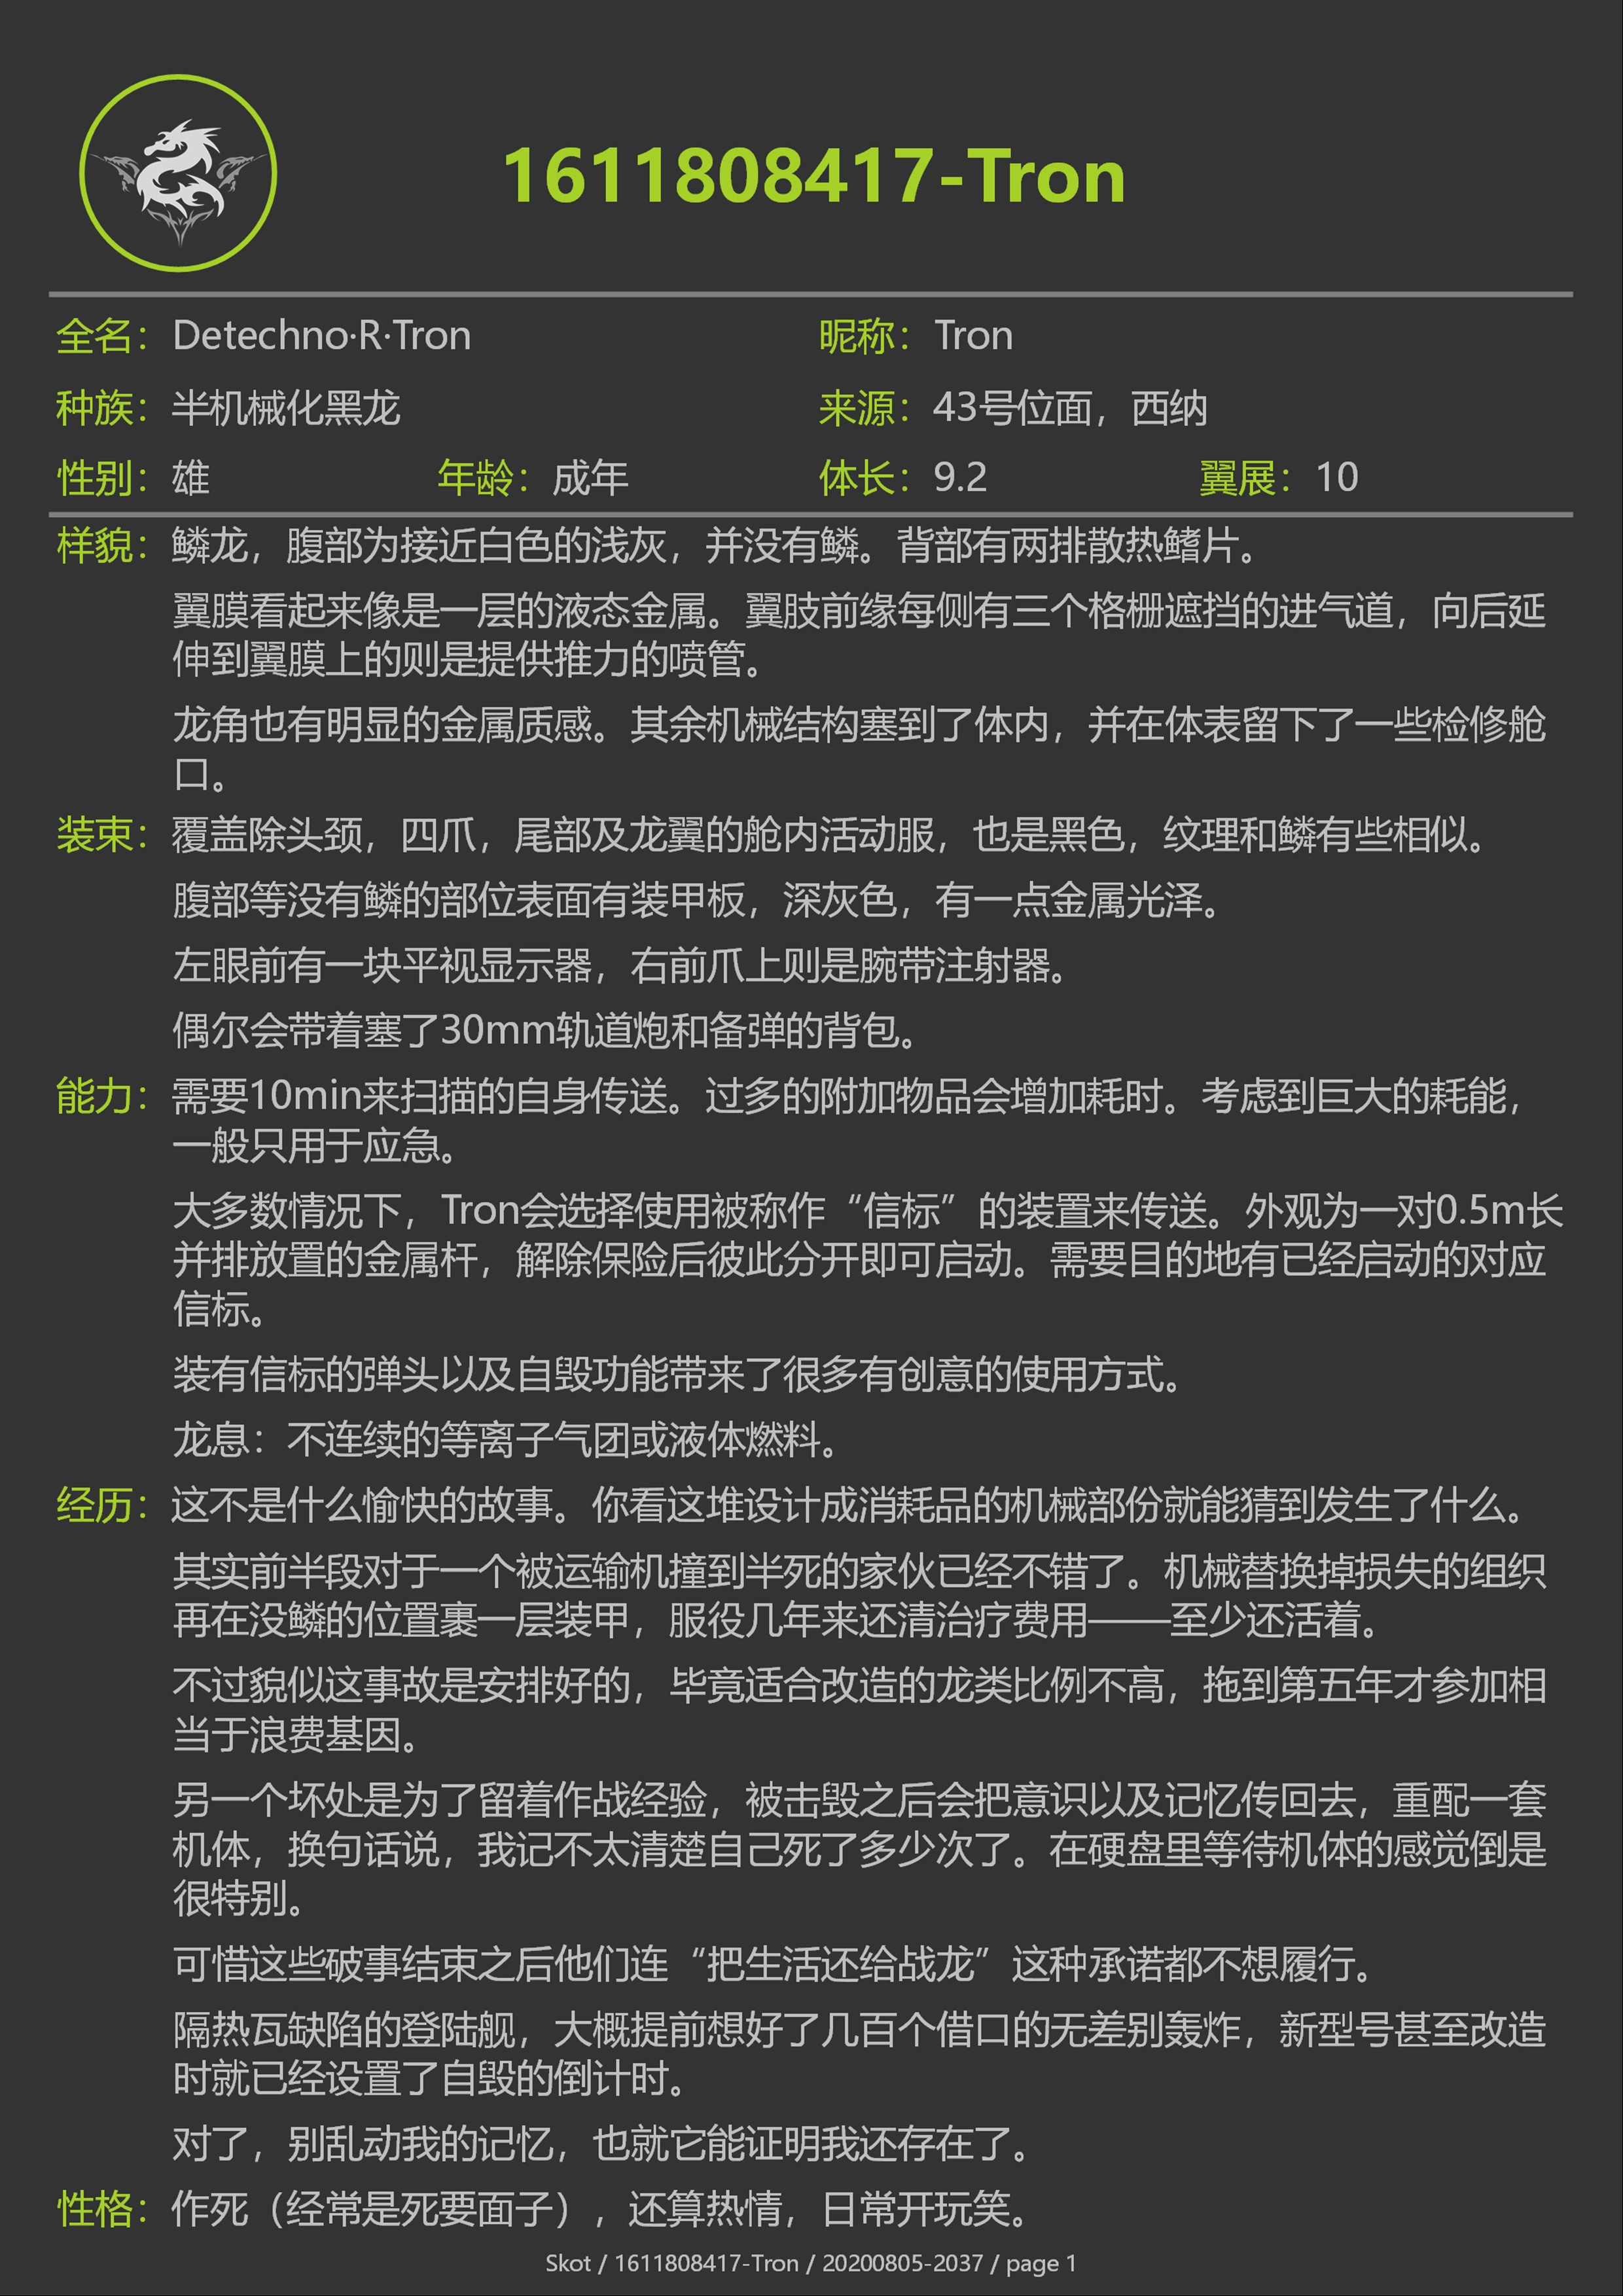 1611808417-Tron
全名：Detechno·R·Tron 昵称：Tron
种族：半机械化黑龙 来源：43号位面，西纳
性别：雄 年龄：成年 体长：9.2 翼展：10
样貌：鳞龙，腹部为接近白色的浅灰，并没有鳞。背部有两排散热鳍片。
翼膜看起来像是一层的液态金属。翼肢前缘每侧有三个格栅遮挡的进气道，向后延
伸到翼膜上的则是提供推力的喷管。
龙角也有明显的金属质感。其余机械结构塞到了体内，并在体表留下了一些检修舱
口。
装束：覆盖除头颈，四爪，尾部及龙翼的舱内活动服，也是黑色，纹理和鳞有些相似。
腹部等没有鳞的部位表面有装甲板，深灰色，有一点金属光泽。
左眼前有一块平视显示器，右前爪上则是腕带注射器。
偶尔会带着塞了30mm轨道炮和备弹的背包。
能力：需要10min来扫描的自身传送。过多的附加物品会增加耗时。考虑到巨大的耗能，
一般只用于应急。
大多数情况下，Tron会选择使用被称作“信标”的装置来传送。外观为一对0.5m长
并排放置的金属杆，解除保险后彼此分开即可启动。需要目的地有已经启动的对应
信标。
装有信标的弹头以及自毁功能带来了很多有创意的使用方式。
龙息：不连续的等离子气团或液体燃料。
经历：这不是什么愉快的故事。你看这堆设计成消耗品的机械部份就能猜到发生了什么。
其实前半段对于一个被运输机撞到半死的家伙已经不错了。机械替换掉损失的组织
再在没鳞的位置裹一层装甲，服役几年来还清治疗费用——至少还活着。
不过貌似这事故是安排好的，毕竟适合改造的龙类比例不高，拖到第五年才参加相
当于浪费基因。
另一个坏处是为了留着作战经验，被击毁之后会把意识以及记忆传回去，重配一套
机体，换句话说，我记不太清楚自己死了多少次了。在硬盘里等待机体的感觉倒是
很特别。
可惜这些破事结束之后他们连“把生活还给战龙”这种承诺都不想履行。
隔热瓦缺陷的登陆舰，大概提前想好了几百个借口的无差别轰炸，新型号甚至改造
时就已经设置了自毁的倒计时。
对了，别乱动我的记忆，也就它能证明我还存在了。
性格：作死（经常是死要面子），还算热情，日常开玩笑。
Skot / 1611808417-Tron / 20200805-2037 / page 1